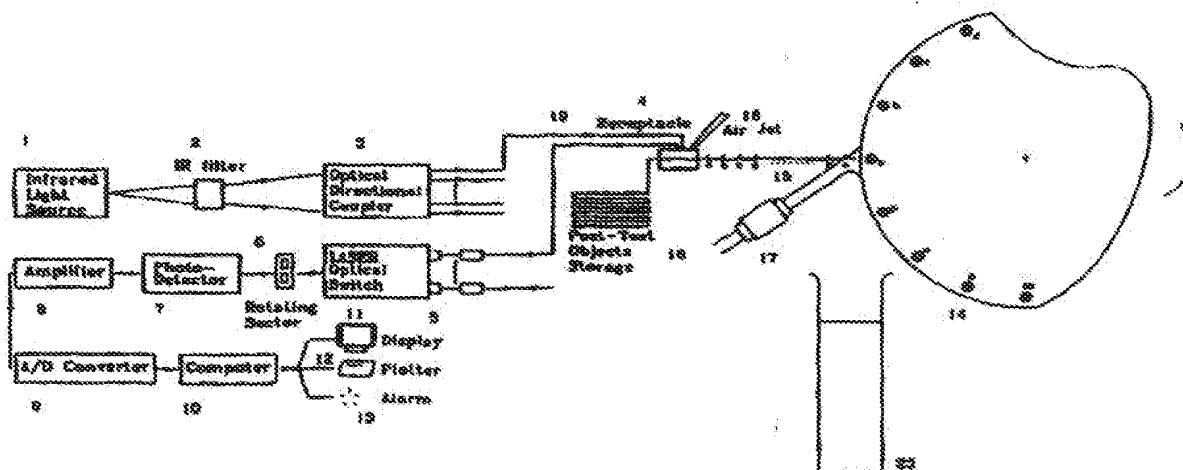 1
2
3
19
4
Receptacle
15
Air Jet
IR filter
Infrared
Light
Source
Optical
Directional
Coupler
18
Objects
Storage
16
17
6
Amplifier
Photo-
Detector
LASER
Optical
Switch
8
7
Rotating
Sector
11
5
14
Display
A/D Converter
Computer
12
Plotter
Alarm
9
10
13
23